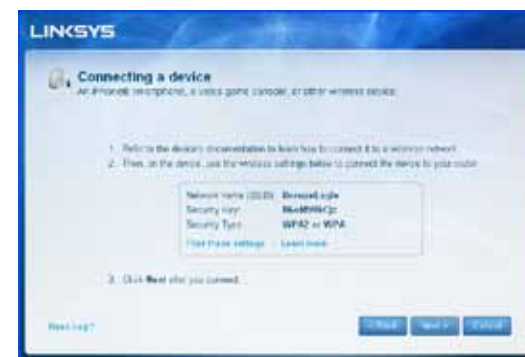 LINKSYS
Connecting a device
An iPhone® smartphone, a video game console, or other wireless device
1. Refer to the device's documentation to learn how to connect it to a wireless network.
2. Then, on the device, use the wireless settings below to connect the device to your router
Network name (SSID):
Security Key:
Security Type: WPA2 or WPA
Print these settings Learn more
3. Click Next after you connect.
Need help?
< Back Next > Cancel